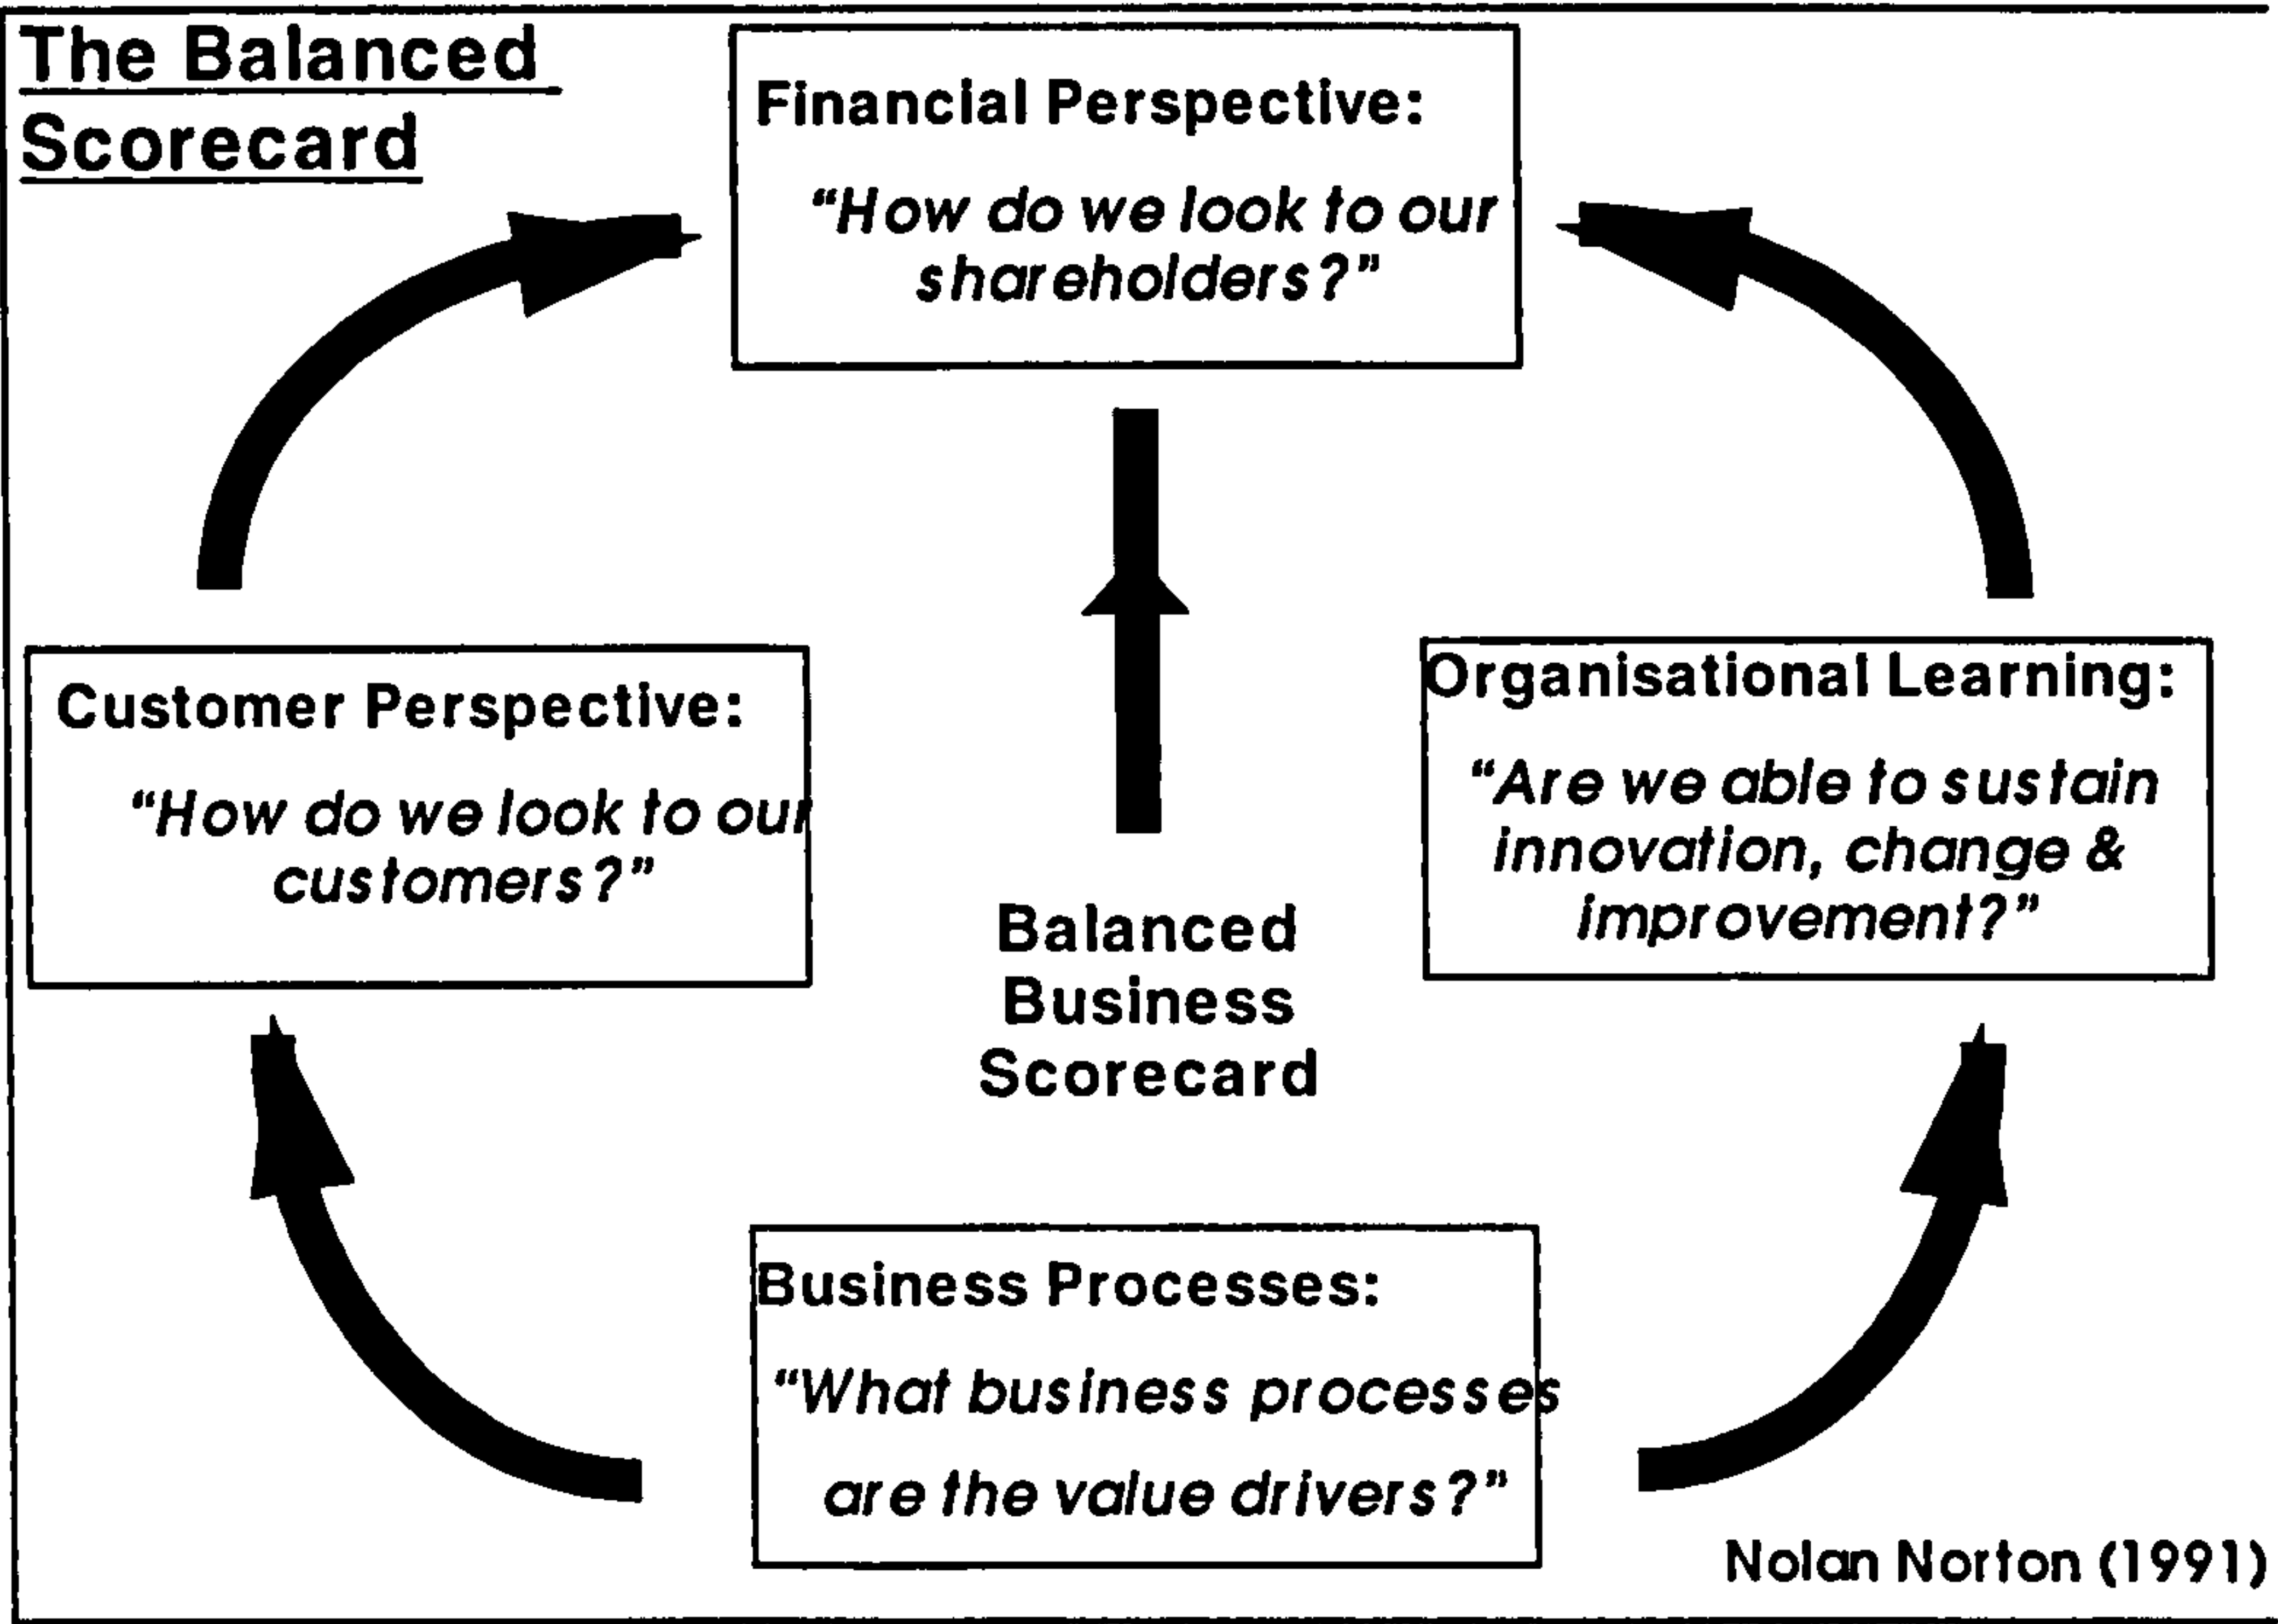 The Balanced
Scorecard
Financial Perspective:
“How do we look to our
shareholders?”
Customer Perspective:
“How do we look to our
customers?”
Organisational Learning:
“Are we able to sustain
innovation, change &
improvement?”
Balanced
Business
Scorecard
Business Processes:
“What business processes
are the value drivers?”
Nolan Norton (1991)